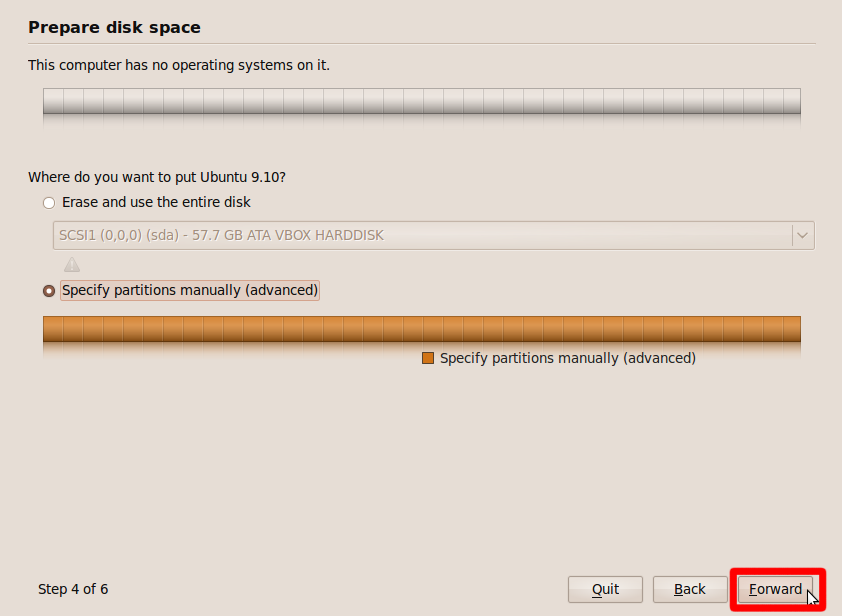 Prepare disk space
This computer has no operating systems on it.
Where do you want to put Ubuntu 9.10?
Erase and use the entire disk
SCSI1 (0,0,0) (sda) - 57.7 GB ATA VBOX HARDDISK
Specify partitions manually (advanced)
Specify partitions manually (advanced)
Step 4 of 6
Quit
Back
Forward